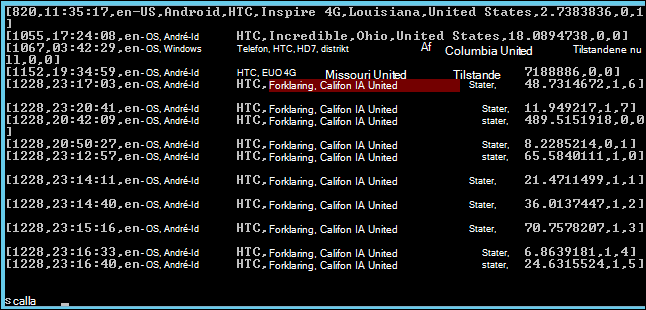 [820,11:35:17,en-US,Android,HTC,Inspire 4G,Louisiana,United States,2.7383836,0,1
]
[1055,17:24:08,en-OS, André-Id HTC,Incredible,Ohio,United States,18.0894738,0,0]
[1067,03:42:29,en-OS, Windows Telefon, HTC, HD7, distrikt Af Columbia United Tilstandene nu
ll,0,0]
[1152,19:34:59,en-OS, André-Id HTC, EUO 4G Missouri United Tilstande 7188886,0,0]
[1228,23:17:03,en-OS, André-Id HTC,Forklaring, Califon IA United Stater, 48.7314672,1,6]
[1228,23:20:41,en-OS, André-Id HTC,Forklaring, Califon IA United Stater, 11.949217,1,7]
[1228,20:42:09,en-OS, André-Id HTC,Forklaring, Califon IA United stater, 489.5151918,0,0
]
[1228,20:50:27,en-OS, André-Id HTC,Forklaring, Califon IA United Stater, 8.2285214,0,1]
[1228,23:12:57,en-OS, André-Id HTC,Forklaring, Califon IA United stater, 65.5840111,1,0]
[1228,23:14:11,en-OS, André-Id HTC,Forklaring, Califon IA United Stater, 21.4711499,1,1]
[1228,23:14:40,en-OS, André-Id HTC,Forklaring, Califon IA United Stater, 36.0137447,1,2]
[1228,23:15:16,en-OS, André-Id HTC,Forklaring, Califon IA United Stater, 70.7578207,1,3]
[1228,23:16:33,en-OS, André-Id HTC,Forklaring, Califon IA United Stater, 6.8639181,1,4]
[1228,23:16:40,en-OS, André-Id HTC,Forklaring, Califon IA United stater, 24.6315524,1,5]
s calla